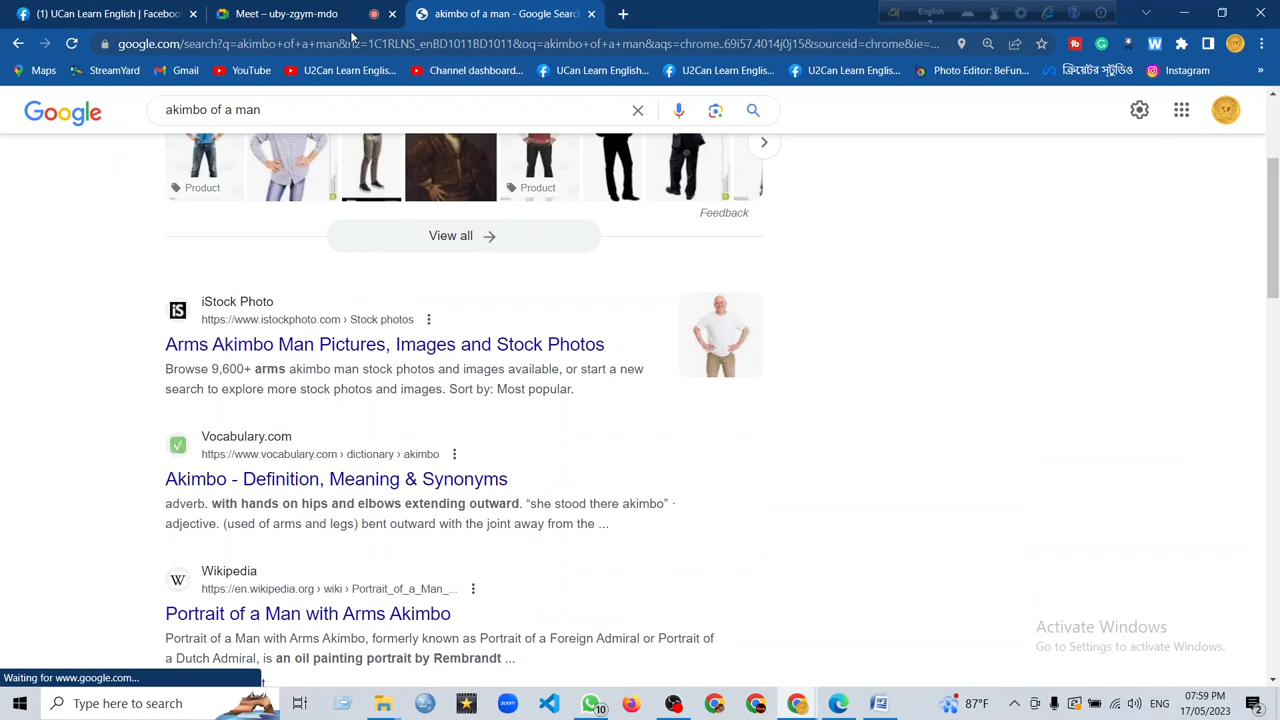 (1) U2Can Learn English | Facebook
Meet – ubi-zgym-mdo
akimbo of a man - Google Search
English
google.com/search?q=akimbo+of+a+man&rlz=1C1RLNS_enBD1011BD1011&oq=akimbo+of+a+man&aqs=chrome..69i57.4014j0j15&sourceid=chrome&ie=...
Maps
StreamYard
Gmail
YouTube
U2Can Learn Englis...
Channel dashboard...
UCan Learn English...
U2Can Learn Englis...
U2Can Learn Englis...
Photo Editor: BeFun...
ক্রিয়েটর স্টুডিও
Instagram
»
Google
akimbo of a man
Product
Product
Feedback
View all
iStock Photo
https://www.istockphoto.com › Stock photos
Arms Akimbo Man Pictures, Images and Stock Photos
Browse 9,600+ arms akimbo man stock photos and images available, or start a new
search to explore more stock photos and images. Sort by: Most popular.
Vocabulary.com
https://www.vocabulary.com › dictionary › akimbo
Akimbo - Definition, Meaning & Synonyms
adverb. with hands on hips and elbows extending outward. “she stood there akimbo” ·
adjective. (used of arms and legs) bent outward with the joint away from the ...
W Wikipedia
https://en.wikipedia.org › wiki › Portrait_of_a_Man_...
Portrait of a Man with Arms Akimbo
Portrait of a Man with Arms Akimbo, formerly known as Portrait of a Foreign Admiral or Portrait of
a Dutch Admiral, is an oil painting portrait by Rembrandt ...
Activate Windows
Go to Settings to activate Windows.
Waiting for www.google.com...
Type here to search
zoom
10
87°F
ENG
07:59 PM
17/05/2023
2